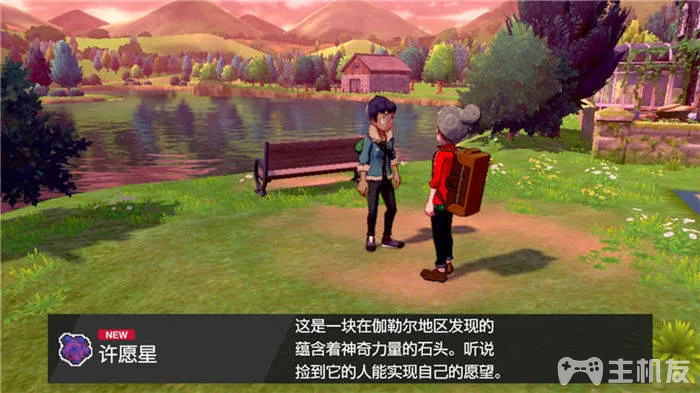 NEW
许愿星
这是一块在伽勒尔地区发现的
蕴含着神奇力量的石头。听说
捡到它的人能实现自己的愿望。
主机友